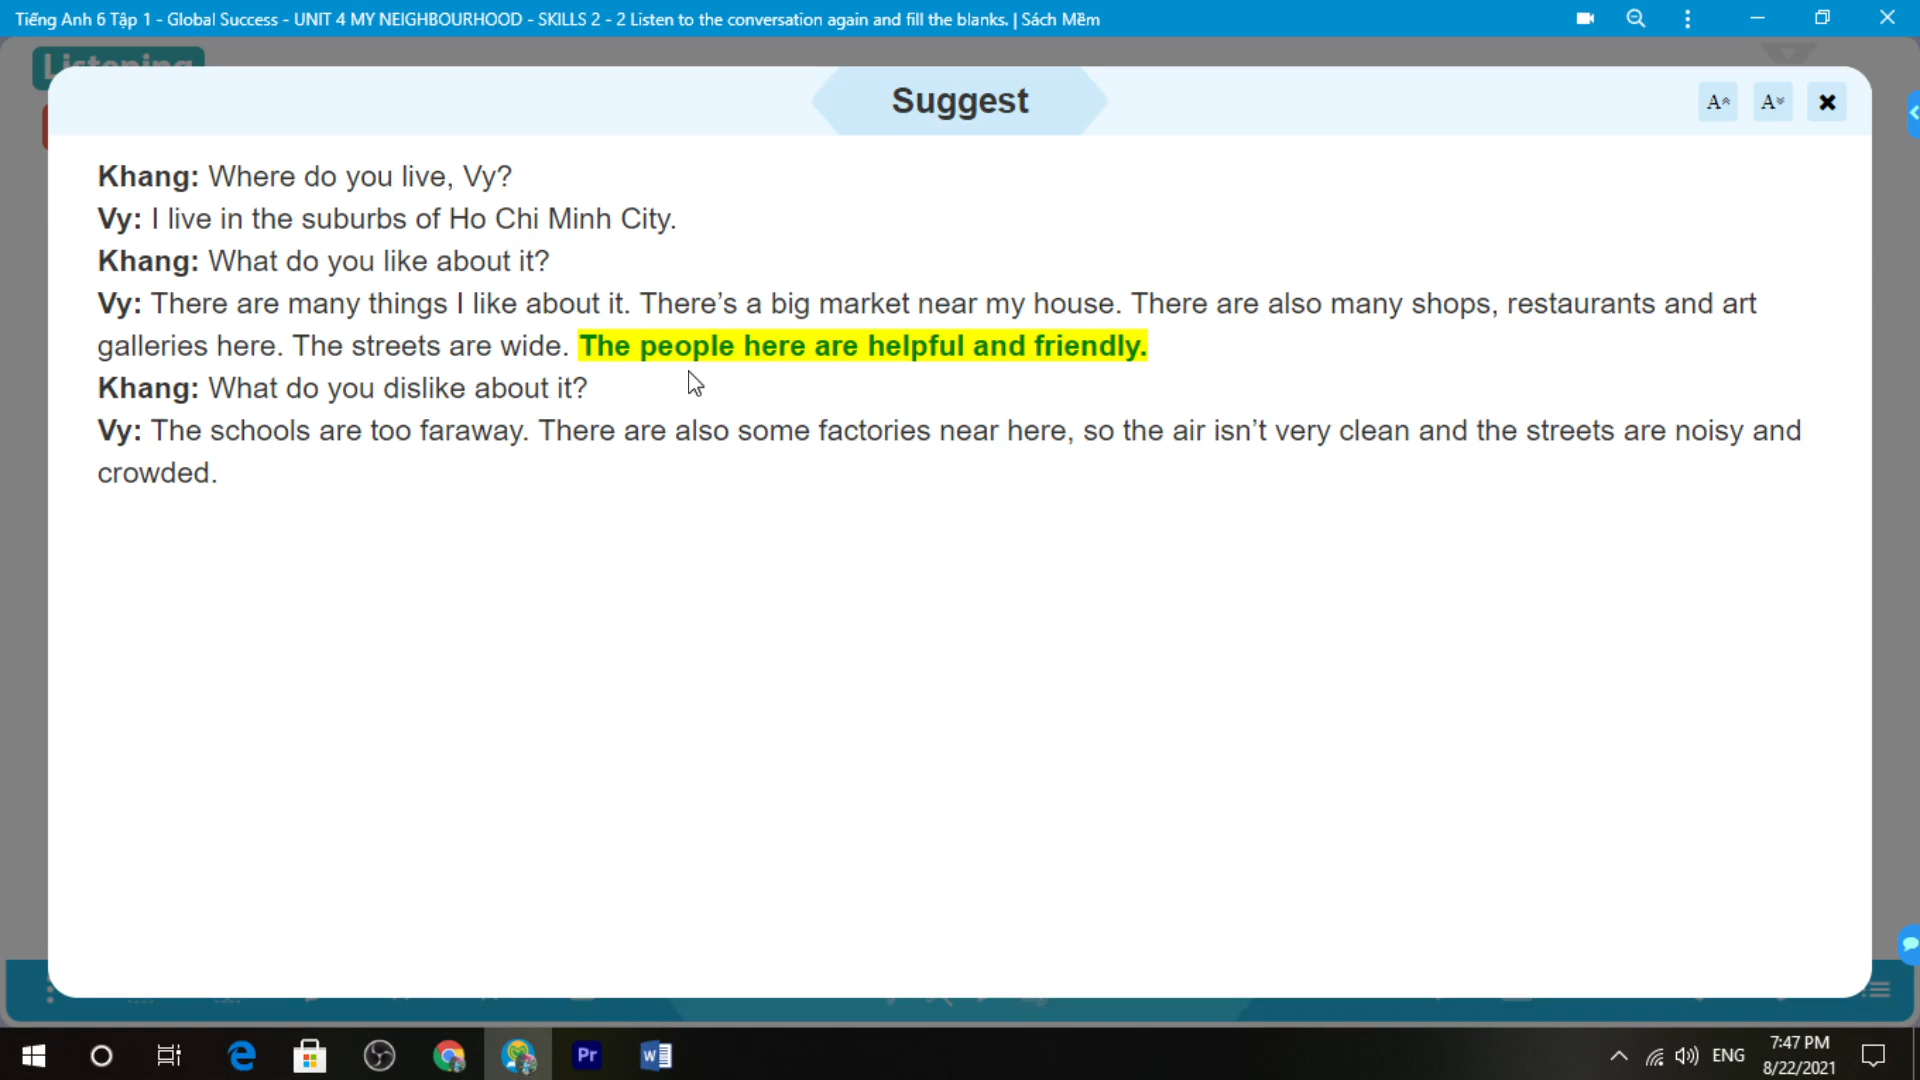 Tiếng Anh 6 Tập 1 - Global Success - UNIT 4 MY NEIGHBOURHOOD - SKILLS 2 - 2 Listen to the conversation again and fill the blanks. | Sách Mềm
Listening
Suggest
A A
Khang: Where do you live, Vy?
Vy: I live in the suburbs of Ho Chi Minh City.
Khang: What do you like about it?
Vy: There are many things I like about it. There’s a big market near my house. There are also many shops, restaurants and art
galleries here. The streets are wide. The people here are helpful and friendly.
Khang: What do you dislike about it?
Vy: The schools are too faraway. There are also some factories near here, so the air isn’t very clean and the streets are noisy and
crowded.
Pr
ENG
7:47 PM
8/22/2021